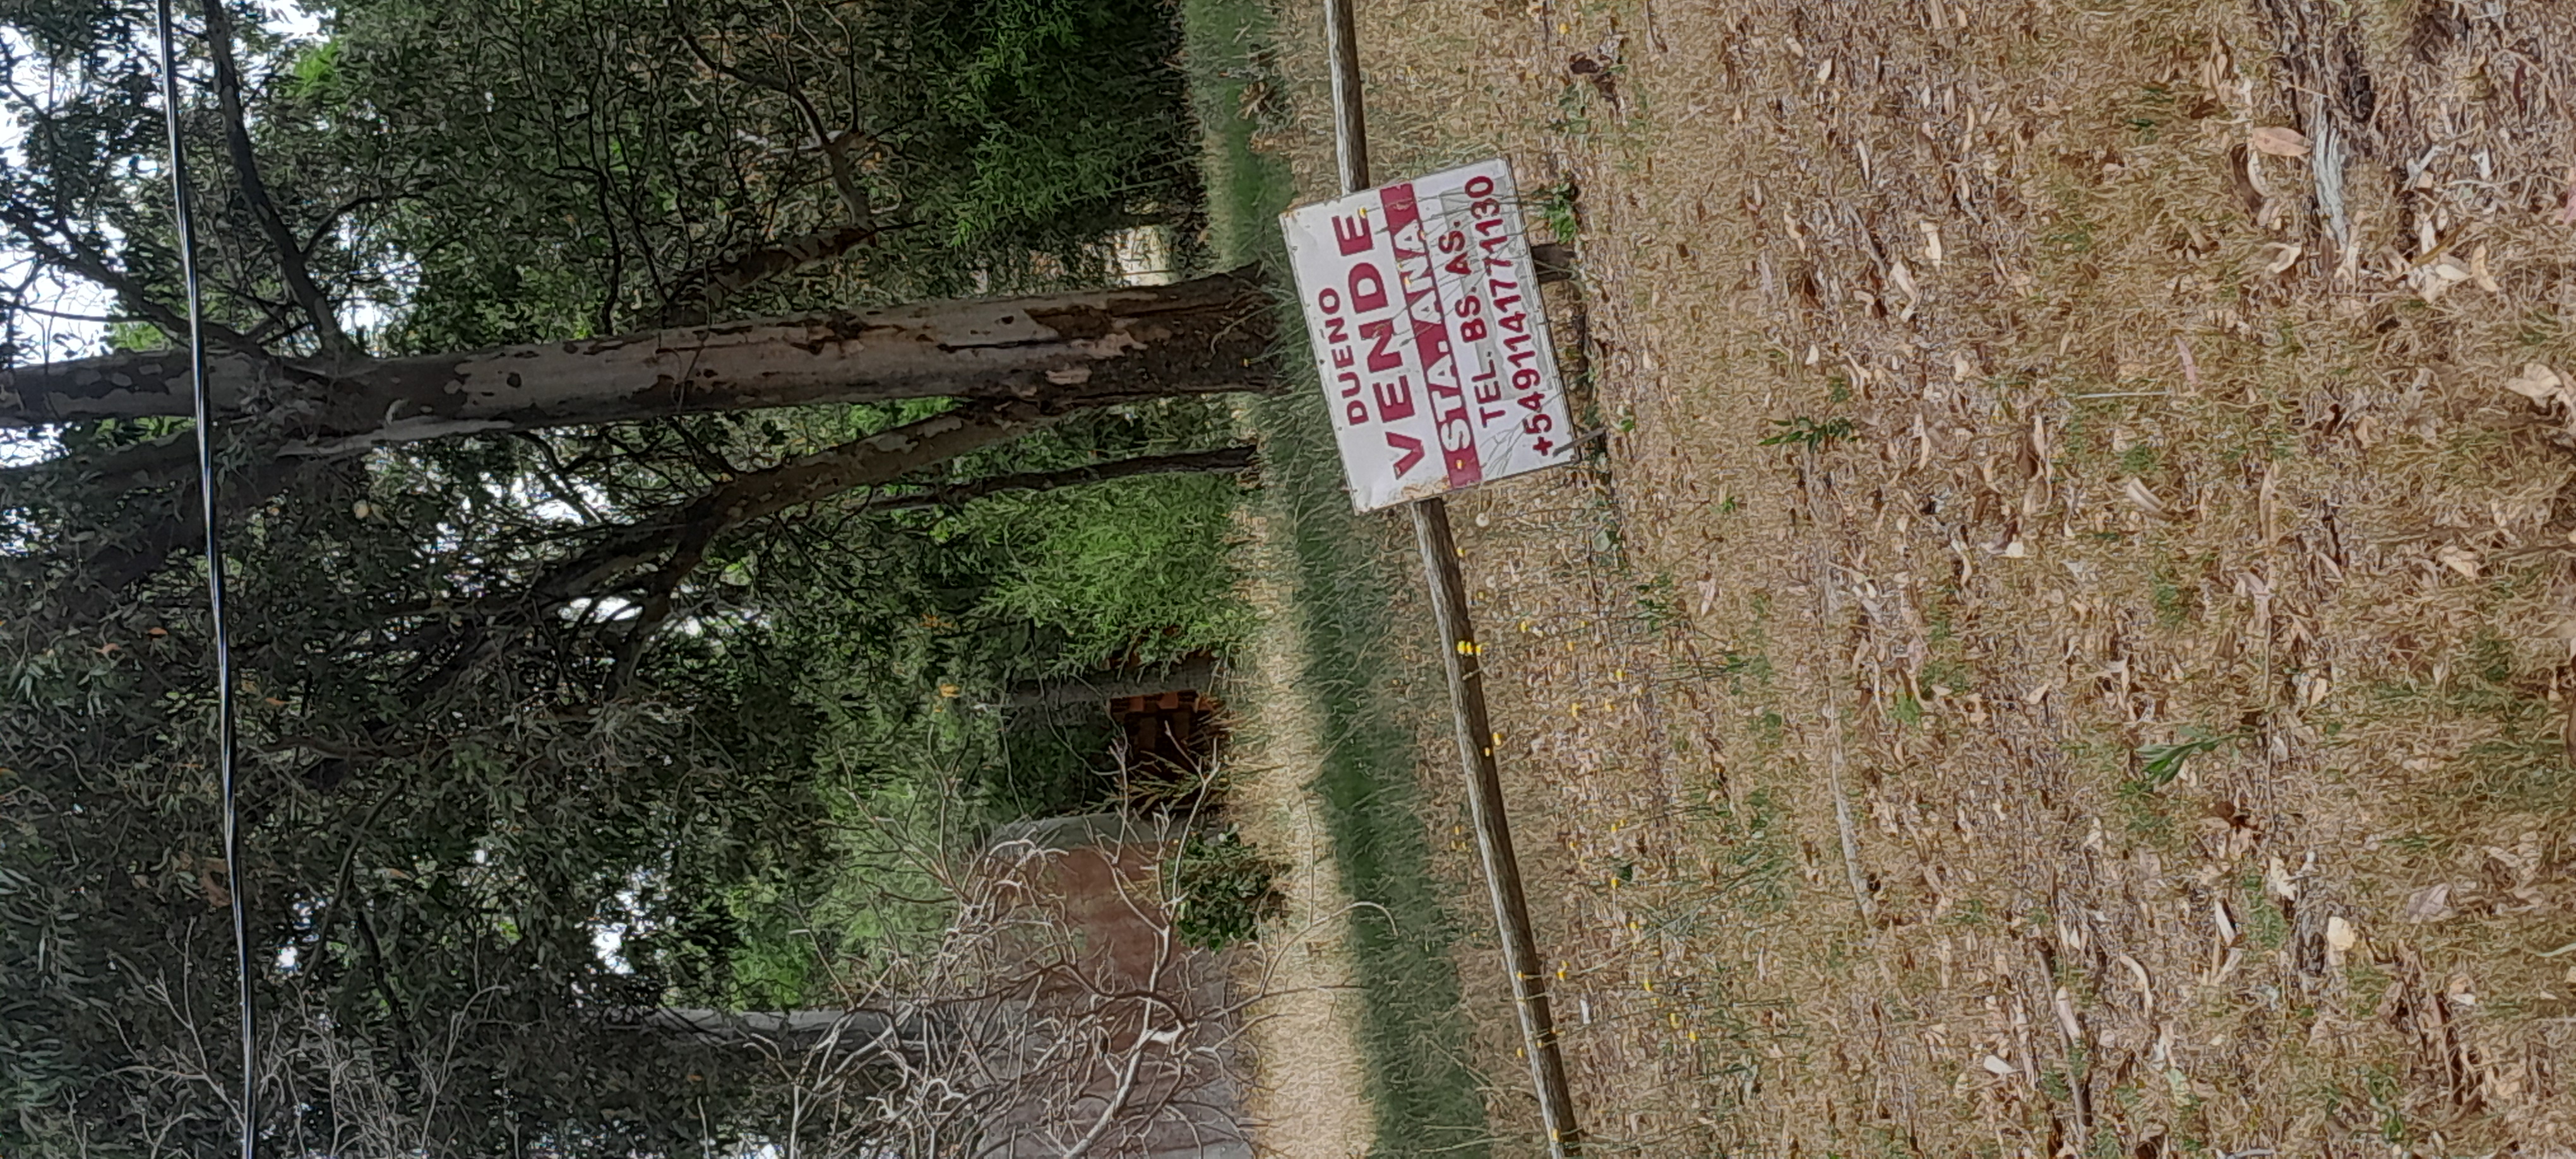 DUEÑO
VENDE
STA. ANA
TEL. BS. AS.
+5491141771130